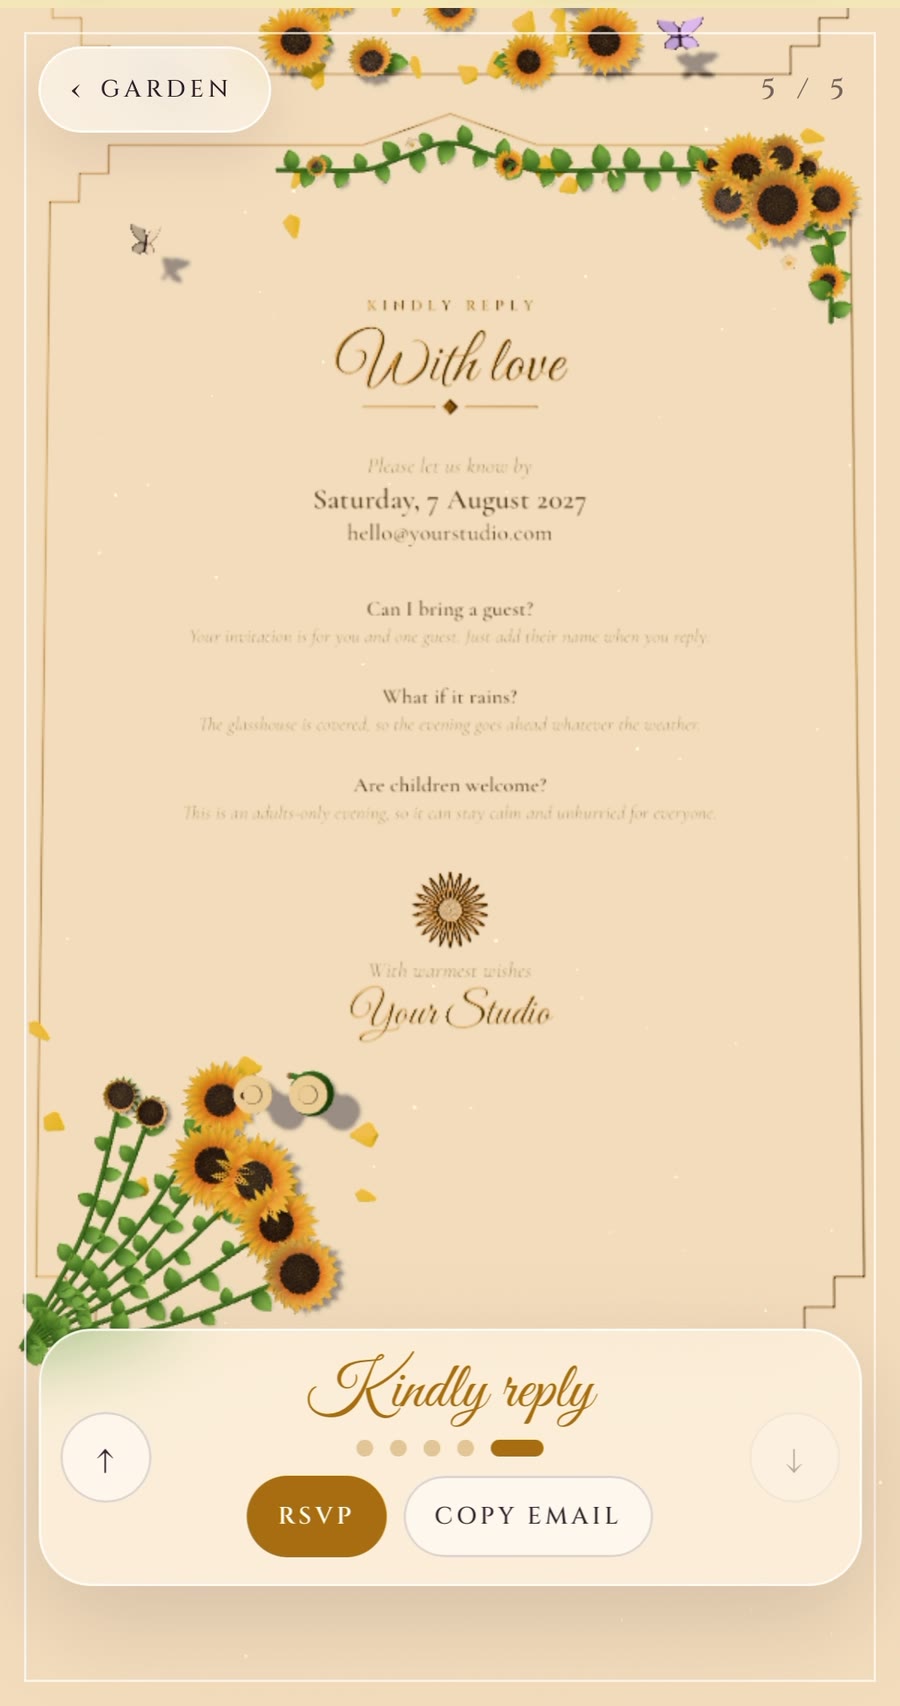 ‹ GARDEN
5 / 5
KINDLY REPLY
With love
Please let us know by
Saturday, 7 August 2027
hello@yourstudio.com
Can I bring a guest?
Your invitation is for you and one guest. Just add their name when you reply.
What if it rains?
The glasshouse is covered, so the evening goes ahead whatever the weather.
Are children welcome?
This is an adults-only evening, so it can stay calm and unhurried for everyone.
With warmest wishes
Your Studio
Kindly reply
↑
↓
RSVP
COPY EMAIL